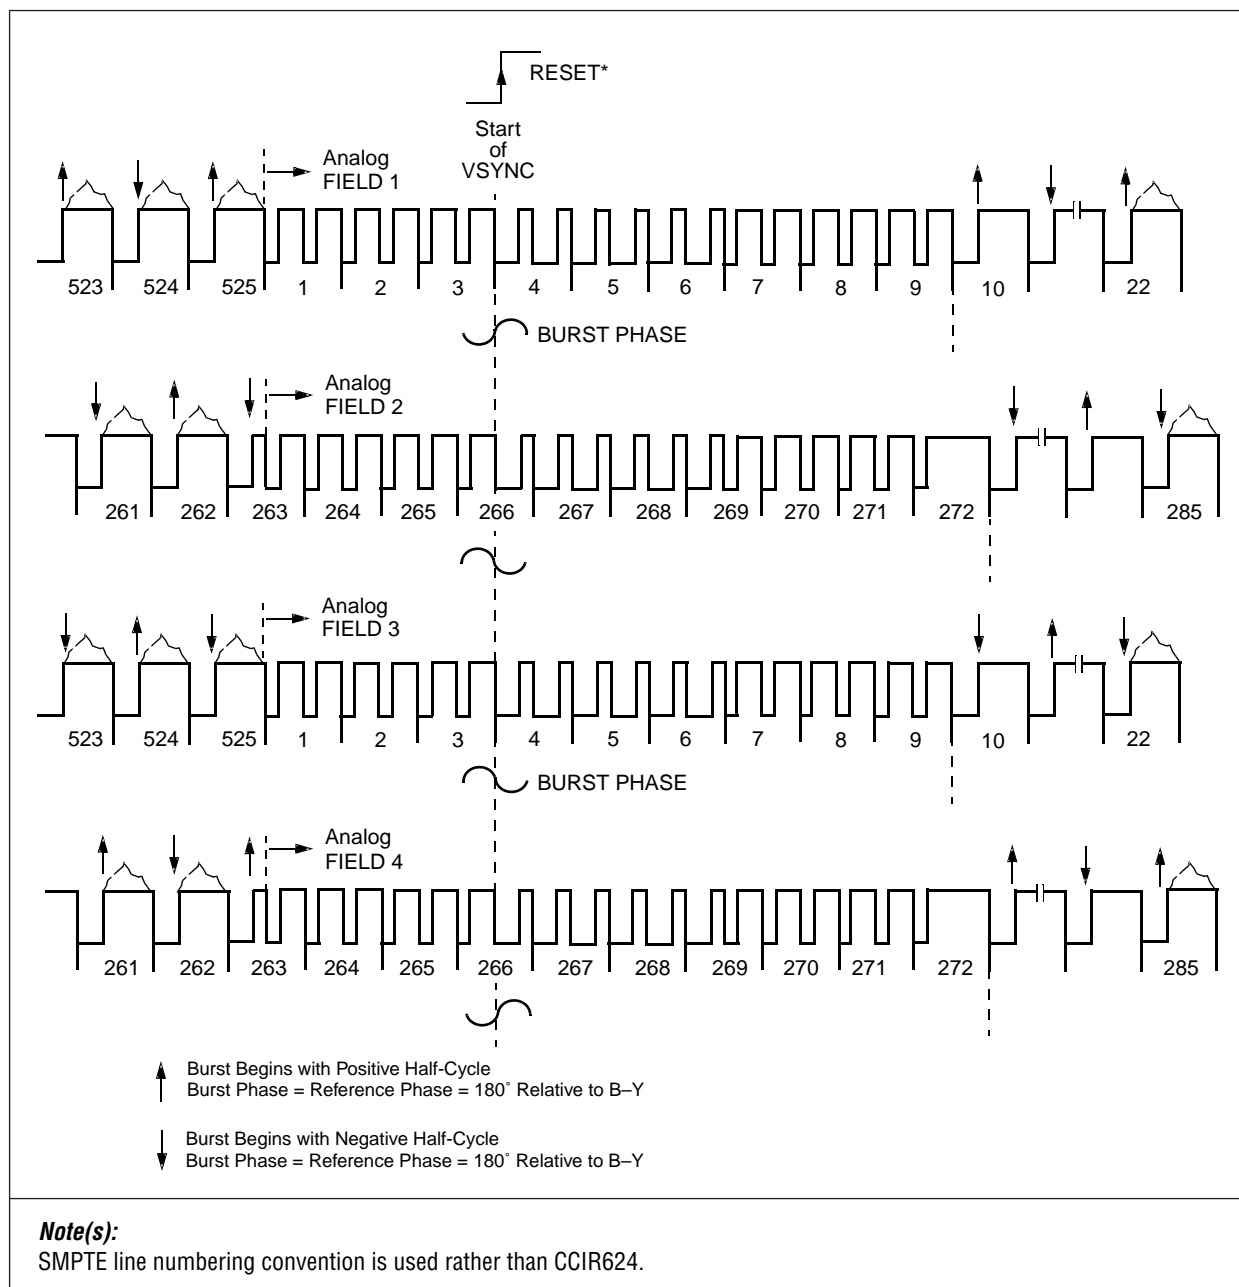 RESET*
Start
of
VSYNC
Analog
FIELD 1
523 524 525 1 2 3 4 5 6 7 8 9 10 22
BURST PHASE
Analog
FIELD 2
261 262 263 264 265 266 267 268 269 270 271 272 285
Analog
FIELD 3
523 524 525 1 2 3 4 5 6 7 8 9 10 22
BURST PHASE
Analog
FIELD 4
261 262 263 264 265 266 267 268 269 270 271 272 285
Burst Begins with Positive Half-Cycle
Burst Phase = Reference Phase = 180° Relative to B–Y
Burst Begins with Negative Half-Cycle
Burst Phase = Reference Phase = 180° Relative to B–Y
Note(s):
SMPTE line numbering convention is used rather than CCIR624.